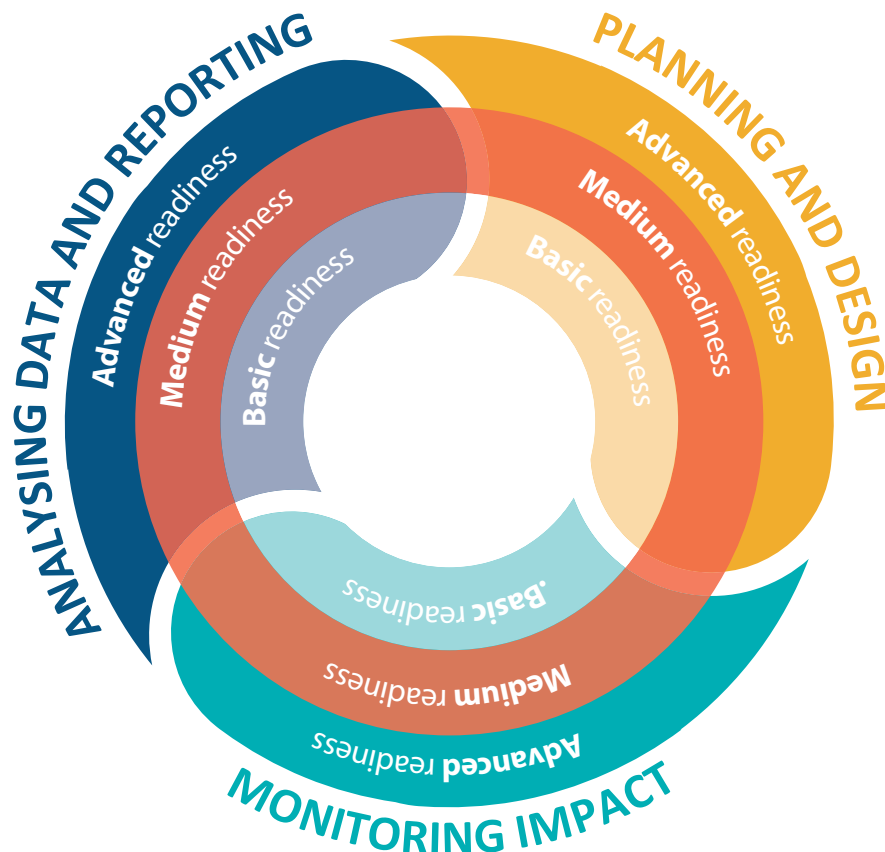 PLANNING AND DESIGN
Advanced readiness
Medium readiness
Basic readiness
MONITORING IMPACT
.Basic readiness
Medium readiness
Advanced readiness
ANALYSING DATA AND REPORTING
Advanced readiness
Medium readiness
Basic readiness